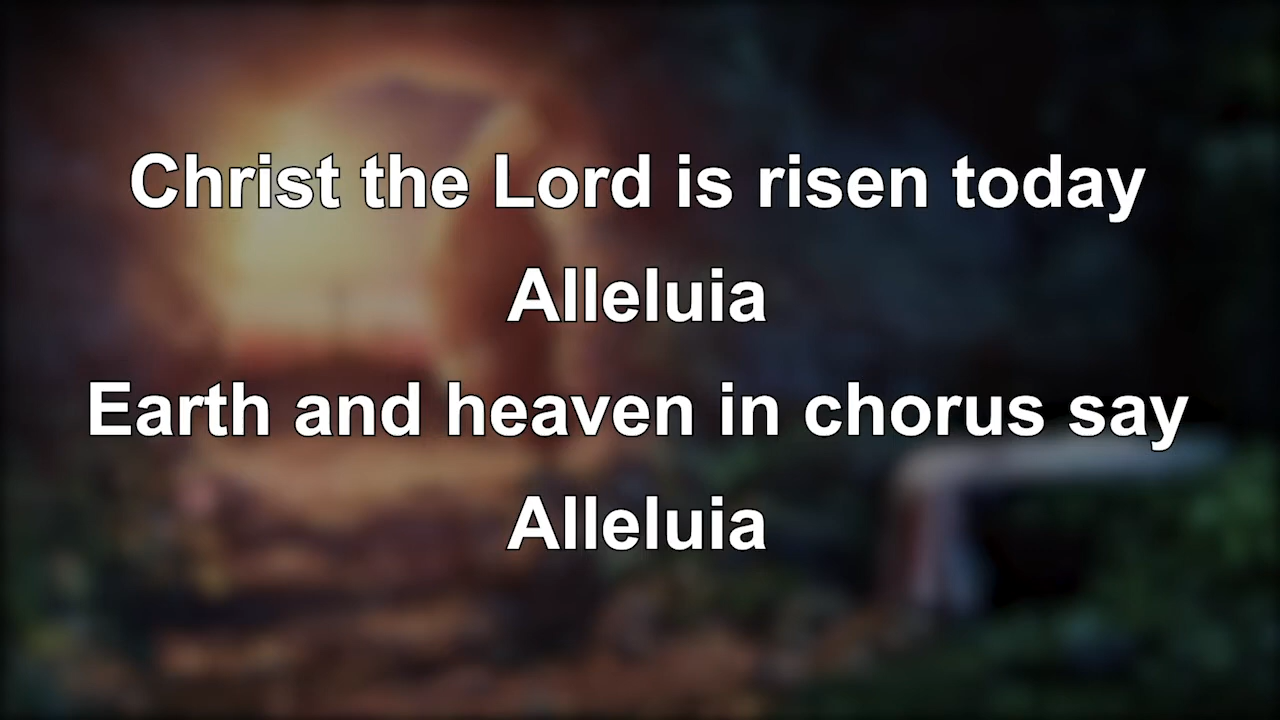 Christ the Lord is risen today
Alleluia
Earth and heaven in chorus say
Alleluia